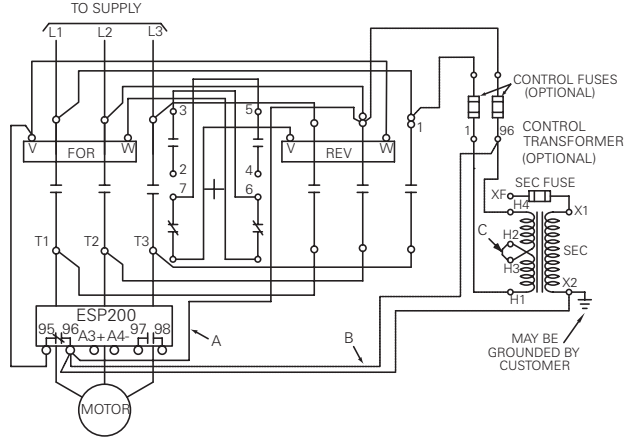 TO SUPPLY
L1 L2 L3
CONTROL FUSES
(OPTIONAL)
3 5 1 1 96
CONTROL
TRANSFORMER
(OPTIONAL)
V FOR W V REV W
2 4
7 6
SEC FUSE
XF
H4 X1
C H2
SEC
H3
H1 X2
T1 T2 T3
ESP200
95 96 A3+ A4- 97 98
A
B
MAY BE
GROUNDED BY
CUSTOMER
MOTOR